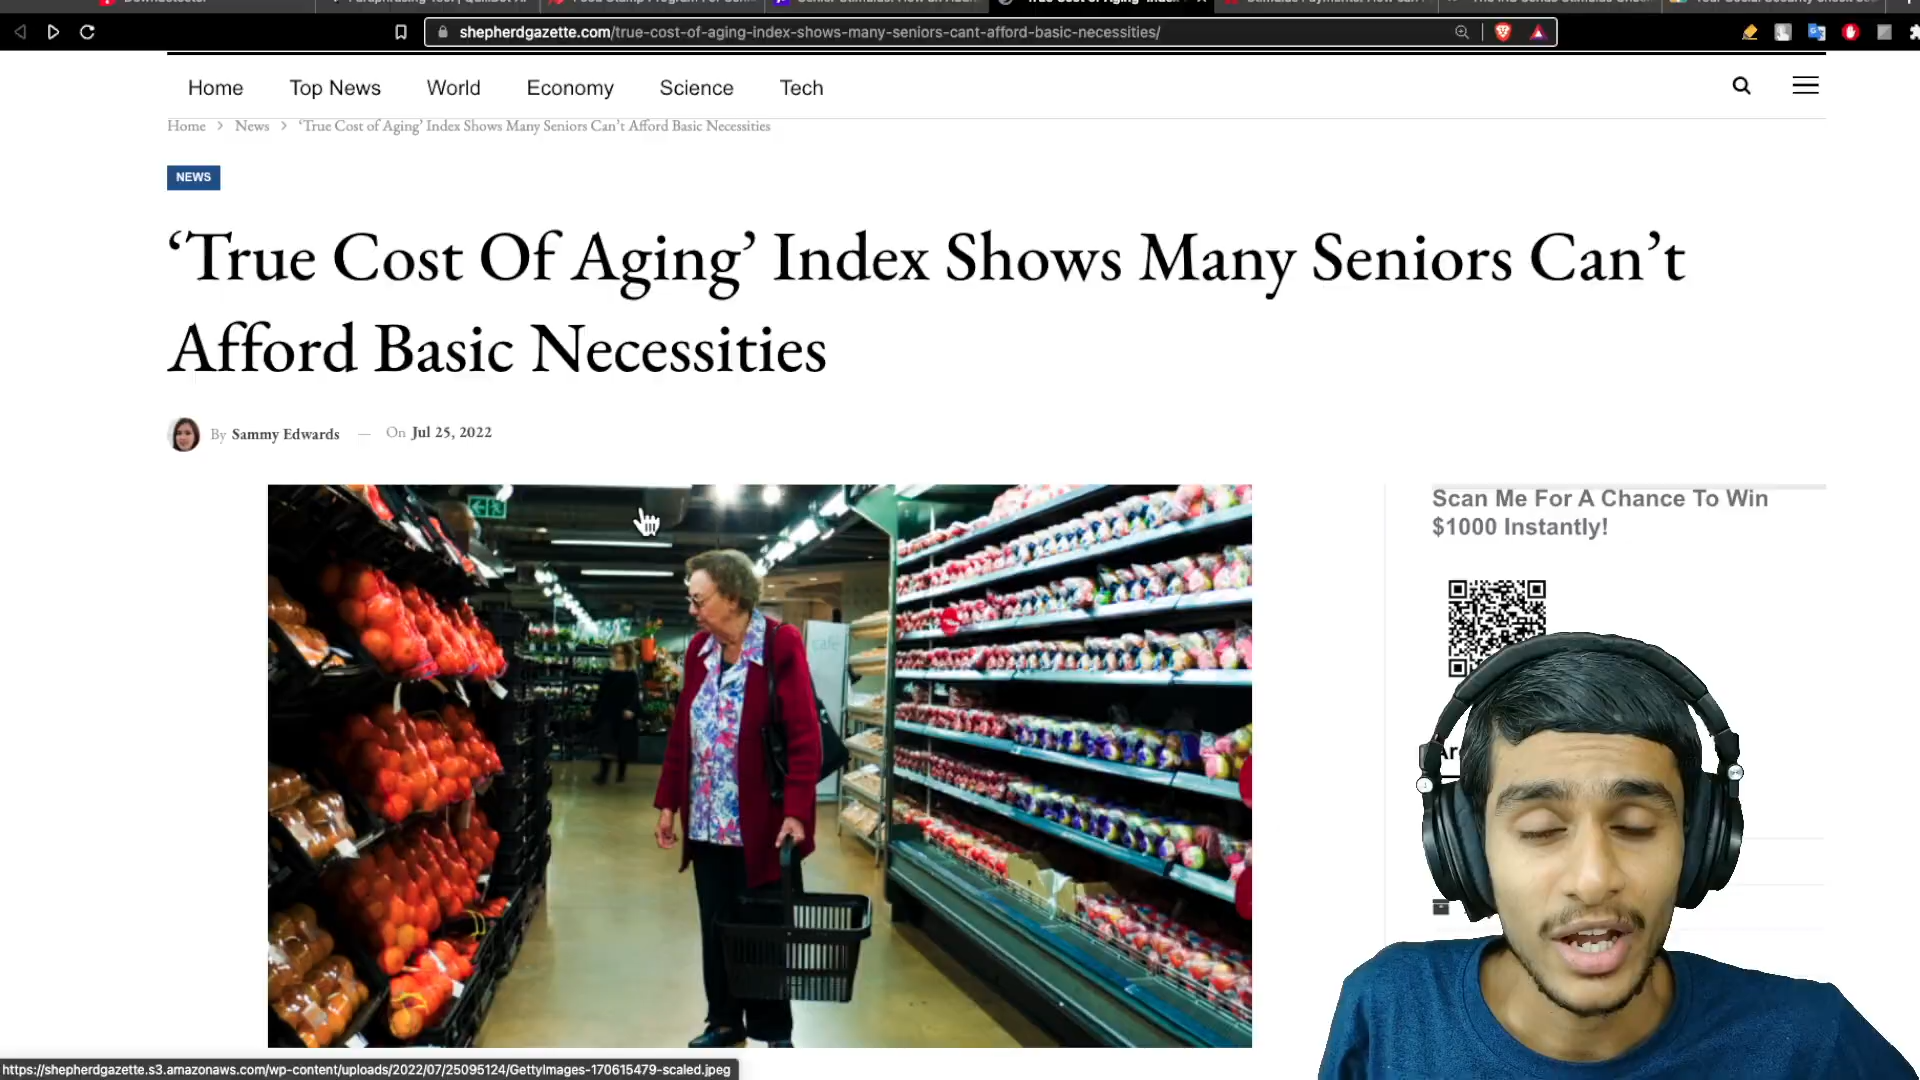 shepherdgazette.com/true-cost-of-aging-index-shows-many-seniors-cant-afford-basic-necessities/
Home Top News World Economy Science Tech
Home > News > ‘True Cost of Aging’ Index Shows Many Seniors Can’t Afford Basic Necessities
NEWS
‘True Cost Of Aging’ Index Shows Many Seniors Can’t
Afford Basic Necessities
By Sammy Edwards — On Jul 25, 2022
Scan Me For A Chance To Win
$1000 Instantly!
cafe
https://shepherdgazette.s3.amazonaws.com/wp-content/uploads/2022/07/25095124/GettyImages-170615479-scaled.jpeg